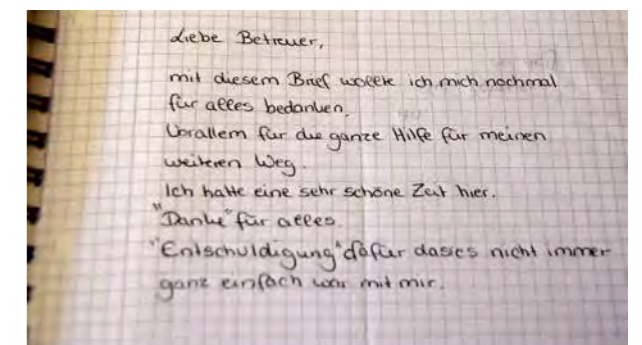 Liebe Betreuer,
mit diesem Brief wollte ich mich nochmal
für alles bedanken.
Vorallem für die ganze Hilfe für meinen
weiteren Weg.
Ich hatte eine sehr schöne Zeit hier.
"Danke" für alles.
"Entschuldigung" dafür dasies nicht immer
ganz einfach war mit mir.